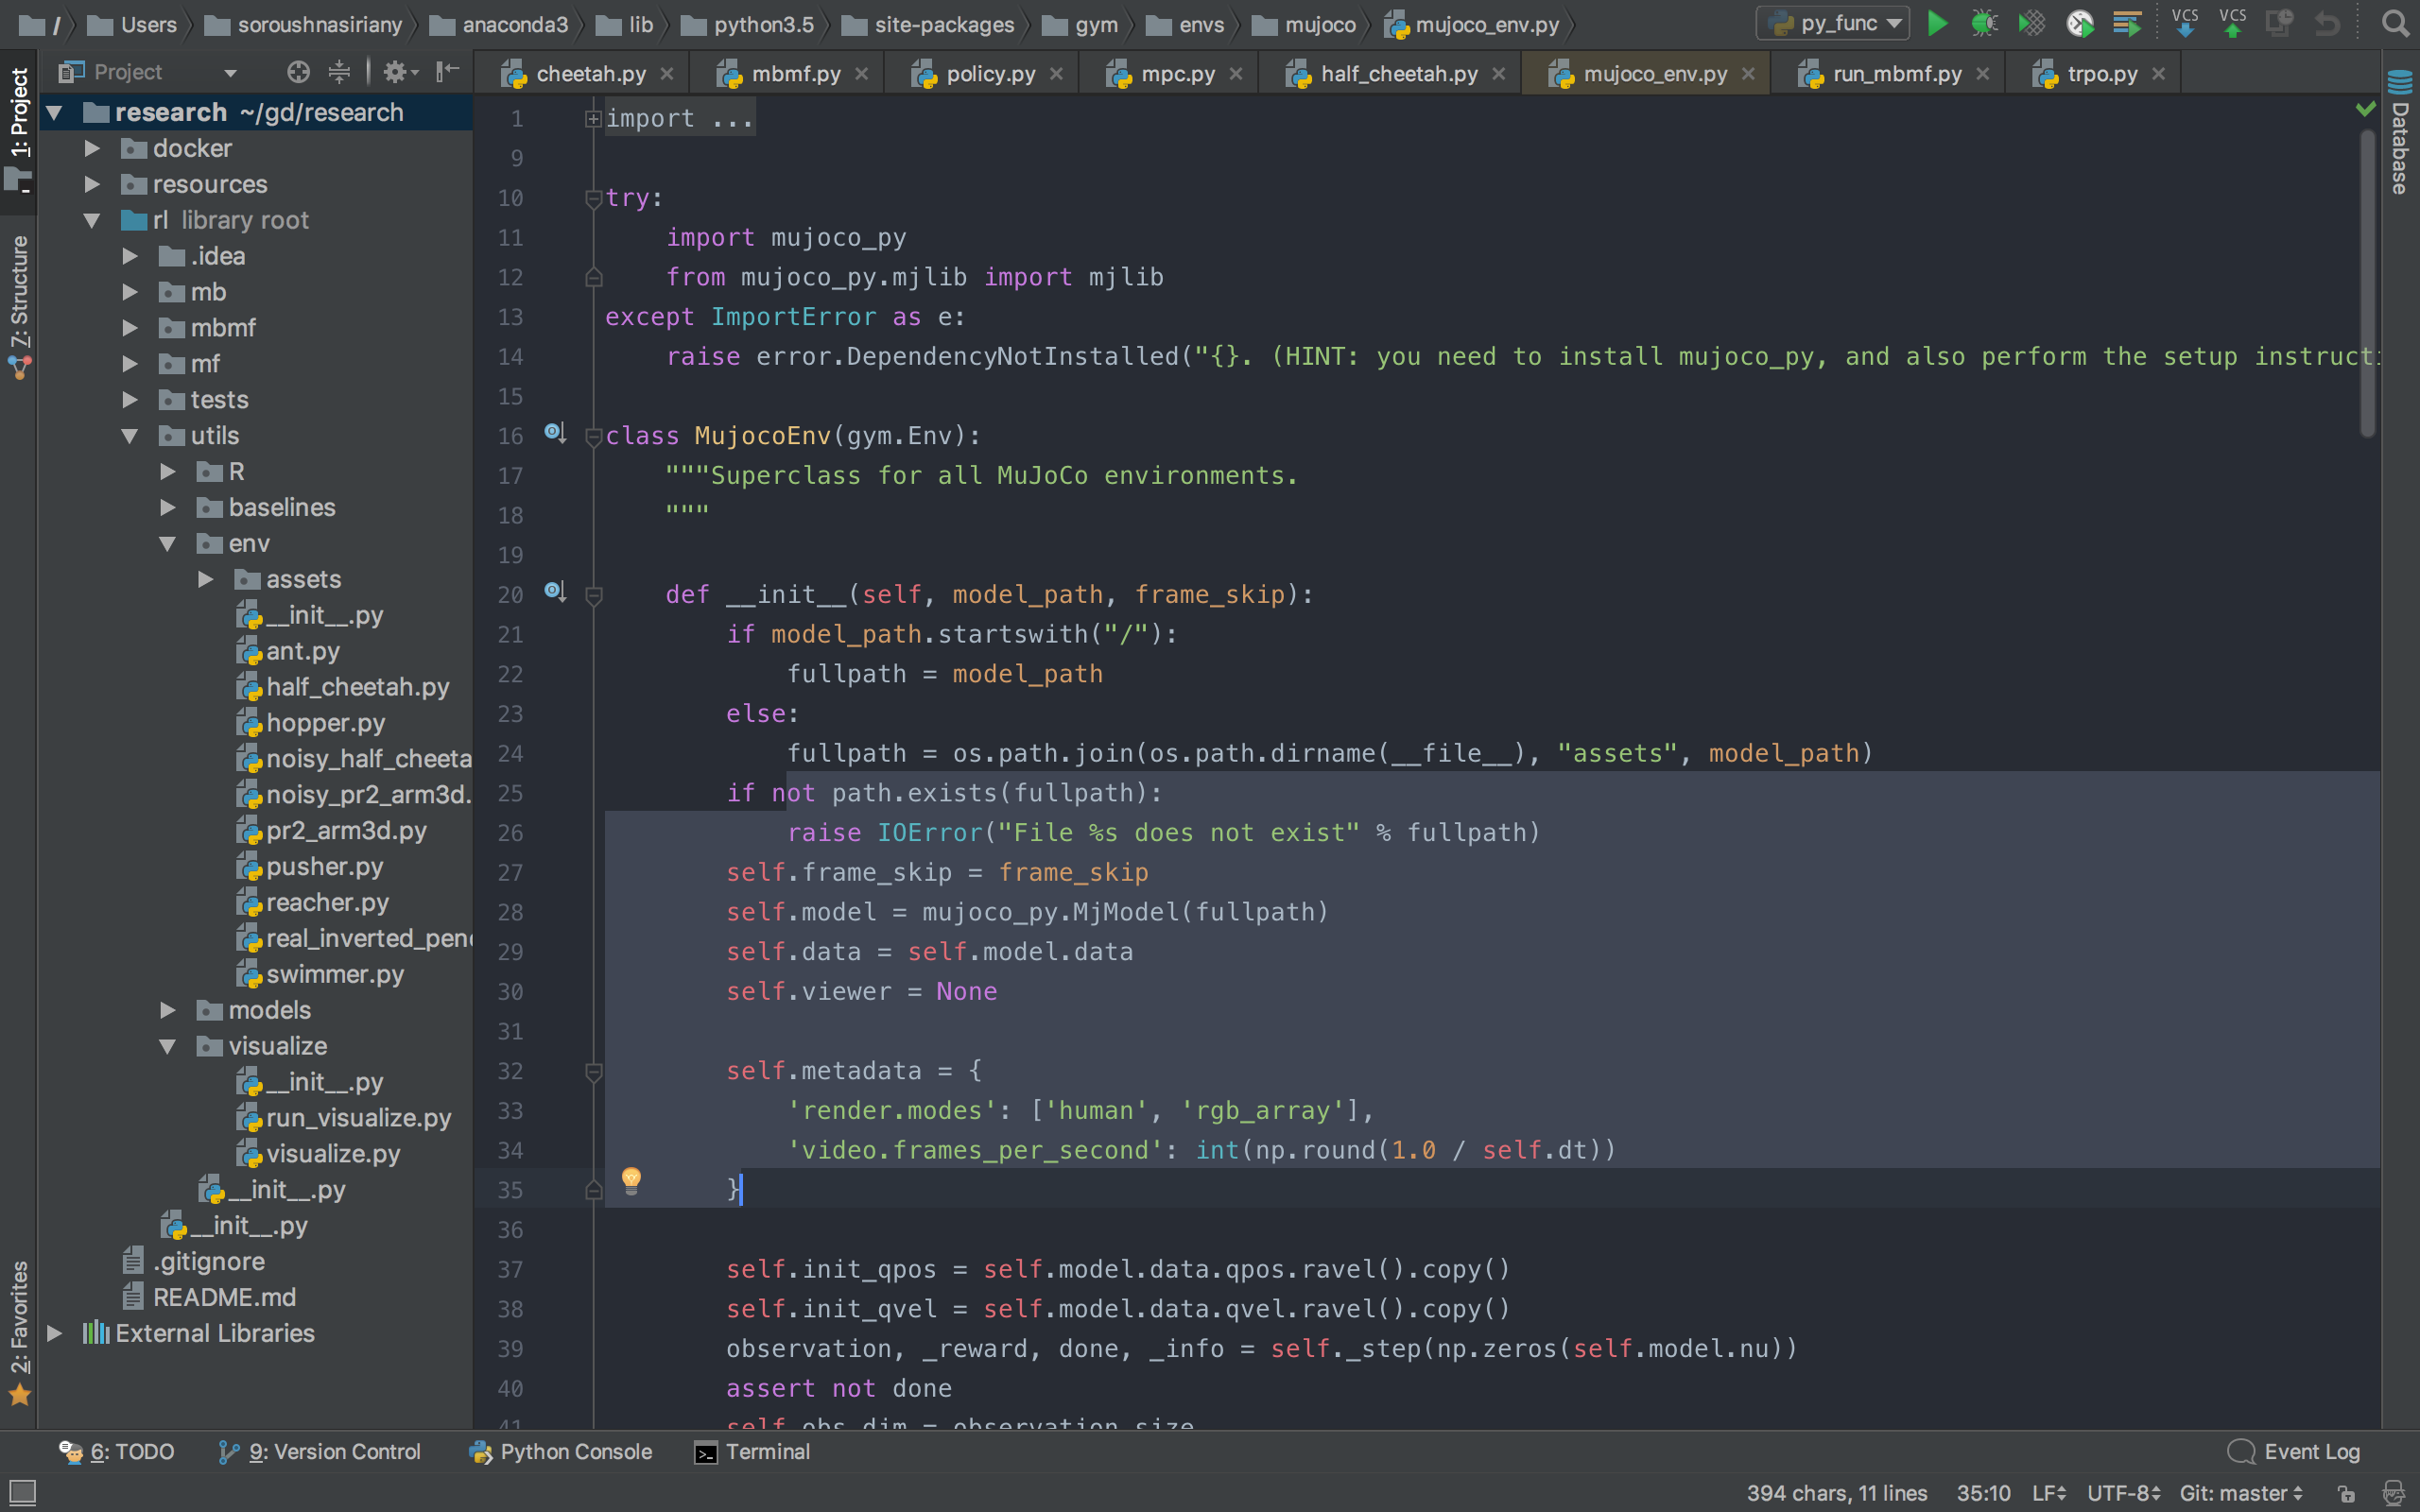 / Users soroushnasiriany anaconda3 lib python3.5 site-packages gym envs mujoco mujoco_env.py py_func VCS VCS
Project
cheetah.py mbmf.py policy.py mpc.py half_cheetah.py mujoco_env.py run_mbmf.py trpo.py
1: Project
Z: Structure
2: Favorites
Database
research ~/gd/research
docker
resources
rl library root
.idea
mb
mbmf
mf
tests
utils
R
baselines
env
assets
__init__.py
ant.py
half_cheetah.py
hopper.py
noisy_half_cheeta
noisy_pr2_arm3d.
pr2_arm3d.py
pusher.py
reacher.py
real_inverted_pen
swimmer.py
models
visualize
__init__.py
run_visualize.py
visualize.py
__init__.py
__init__.py
.gitignore
README.md
External Libraries
1 import ...
9
10 try:
11 import mujoco_py
12 from mujoco_py.mjlib import mjlib
13 except ImportError as e:
14 raise error.DependencyNotInstalled("{}. (HINT: you need to install mujoco_py, and also perform the setup instructi
15
16 class MujocoEnv(gym.Env):
17 """Superclass for all MuJoCo environments.
18 """
19
20 def __init__(self, model_path, frame_skip):
21 if model_path.startswith("/"):
22 fullpath = model_path
23 else:
24 fullpath = os.path.join(os.path.dirname(__file__), "assets", model_path)
25 if not path.exists(fullpath):
26 raise IOError("File %s does not exist" % fullpath)
27 self.frame_skip = frame_skip
28 self.model = mujoco_py.MjModel(fullpath)
29 self.data = self.model.data
30 self.viewer = None
31
32 self.metadata = {
33 'render.modes': ['human', 'rgb_array'],
34 'video.frames_per_second': int(np.round(1.0 / self.dt))
35 }
36
37 self.init_qpos = self.model.data.qpos.ravel().copy()
38 self.init_qvel = self.model.data.qvel.ravel().copy()
39 observation, _reward, done, _info = self._step(np.zeros(self.model.nu))
40 assert not done
41 self.obs_dim = observation.size
6: TODO 9: Version Control Python Console Terminal Event Log
394 chars, 11 lines 35:10 LF UTF-8 Git: master